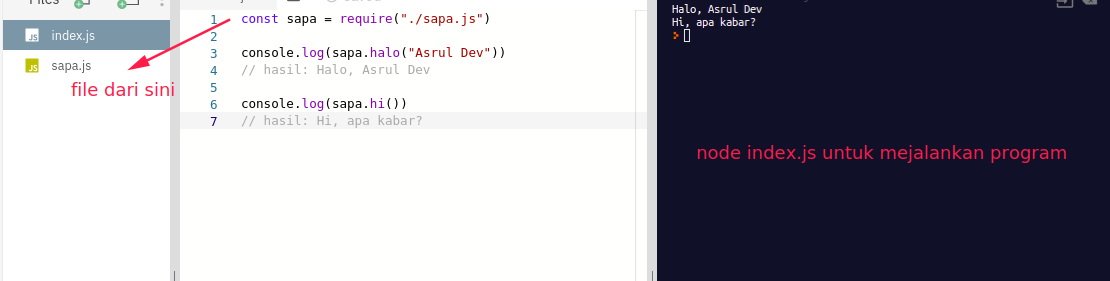 Files
index.js
sapa.js
file dari sini
1 const sapa = require("./sapa.js")
2
3 console.log(sapa.halo("Asrul Dev"))
4 // hasil: Halo, Asrul Dev
5
6 console.log(sapa.hi())
7 // hasil: Hi, apa kabar?
Halo, Asrul Dev
Hi, apa kabar?
node index.js untuk mejalankan program